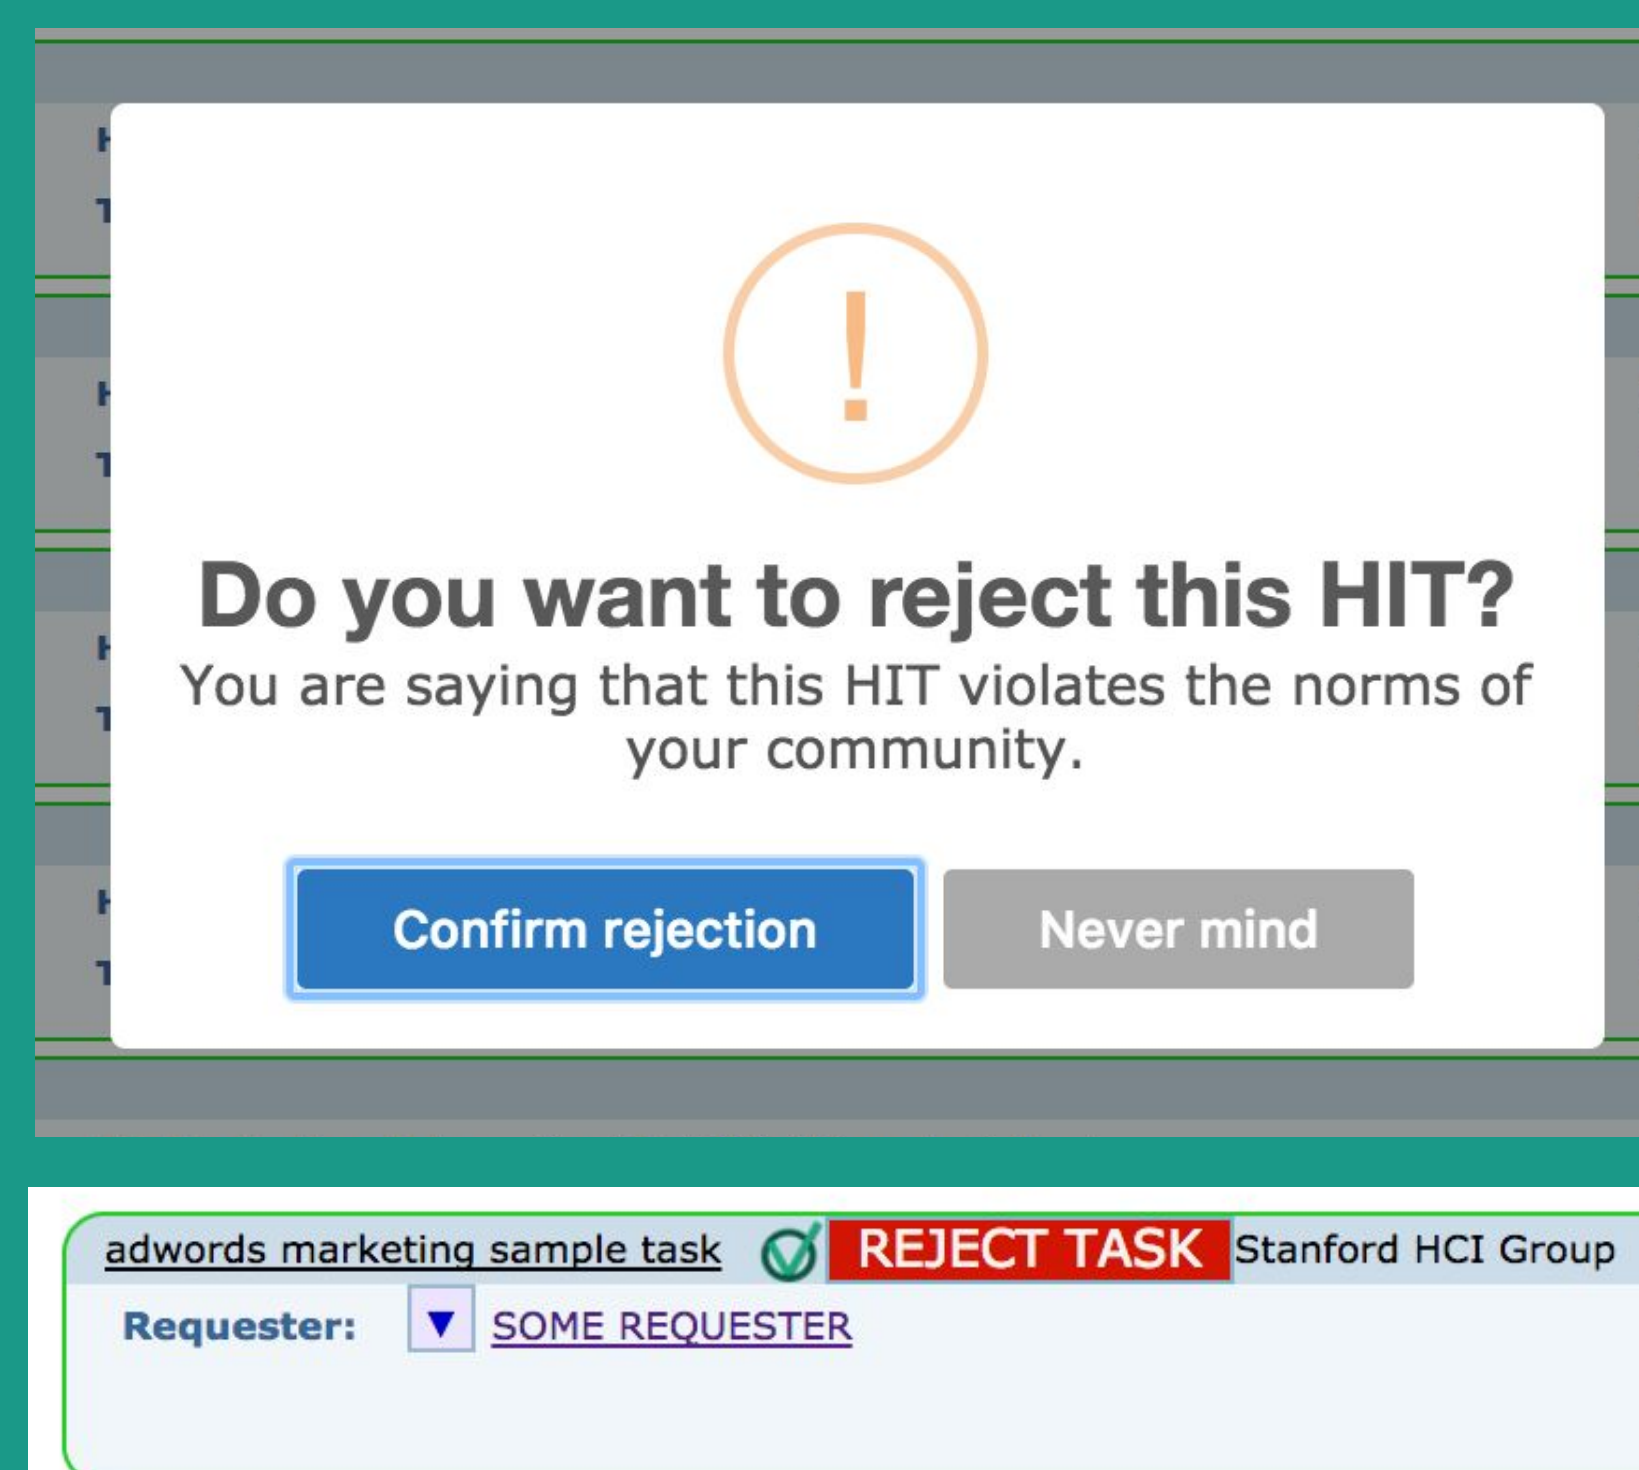 !
Do you want to reject this HIT?
You are saying that this HIT violates the norms of
your community.
Confirm rejection Never mind
adwords marketing sample task REJECT TASK Stanford HCI Group
Requester: ▼ SOME REQUESTER